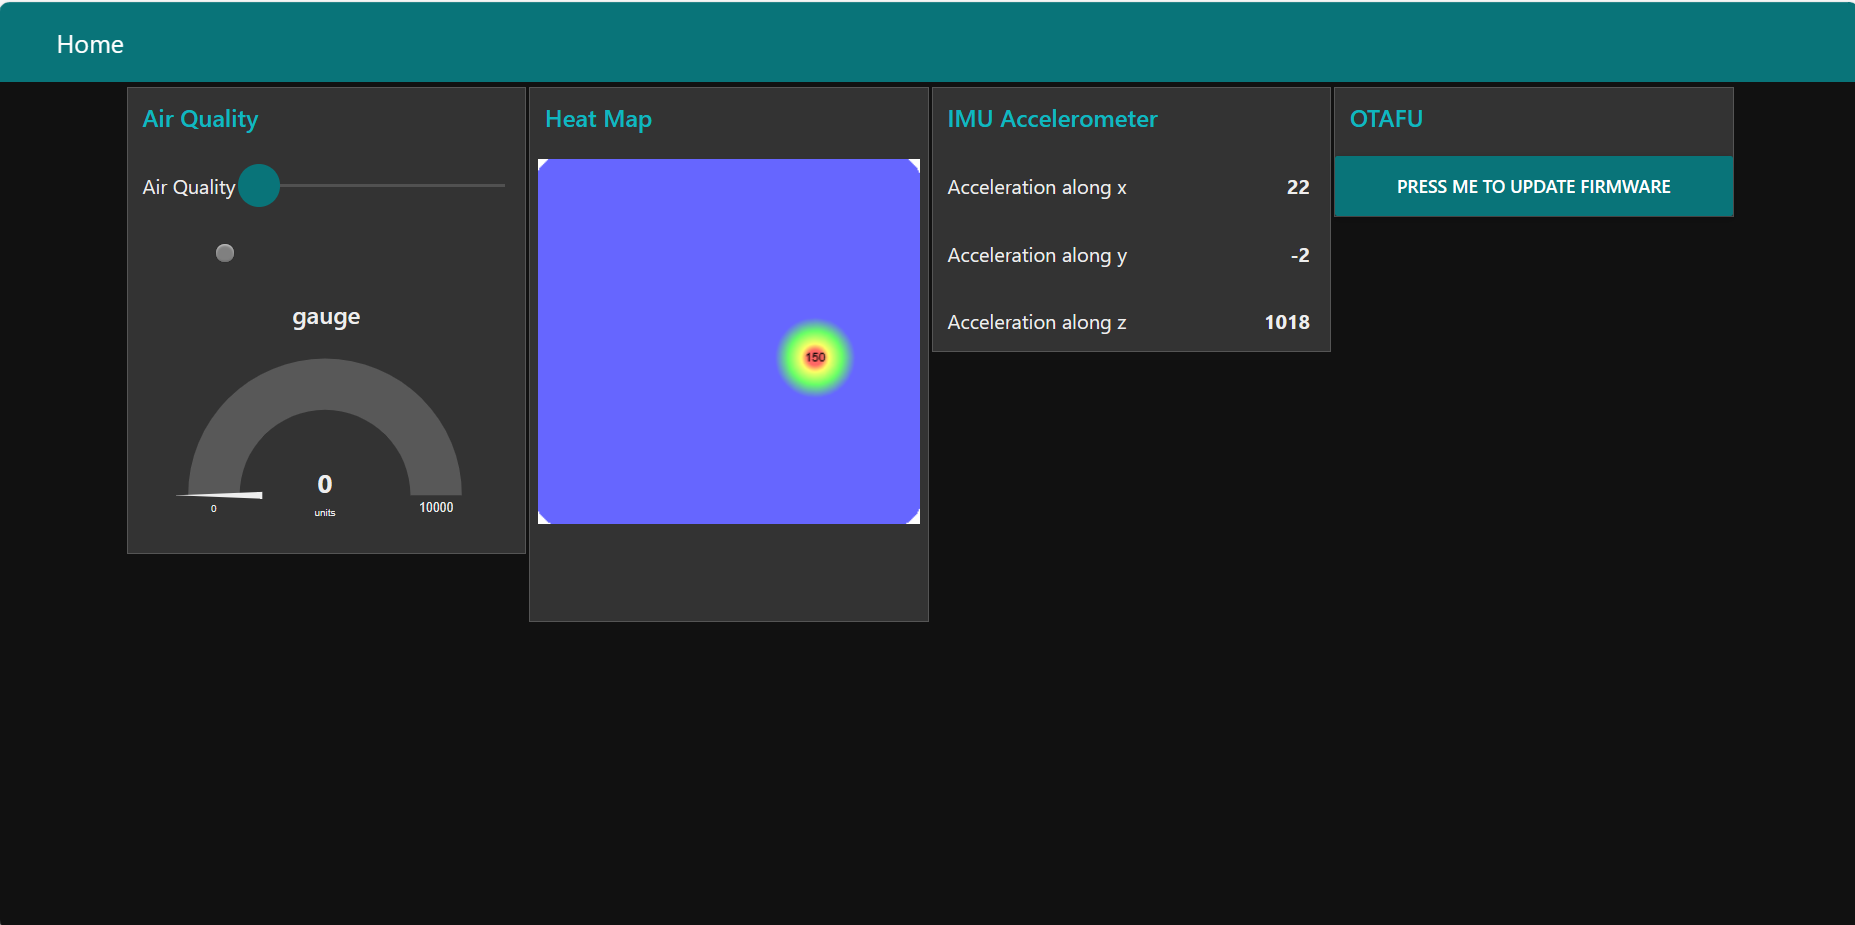 Home
Air Quality
Air Quality
gauge
0
units
0
10000
Heat Map
150
IMU Accelerometer
Acceleration along x 22
Acceleration along y -2
Acceleration along z 1018
OTAFU
PRESS ME TO UPDATE FIRMWARE